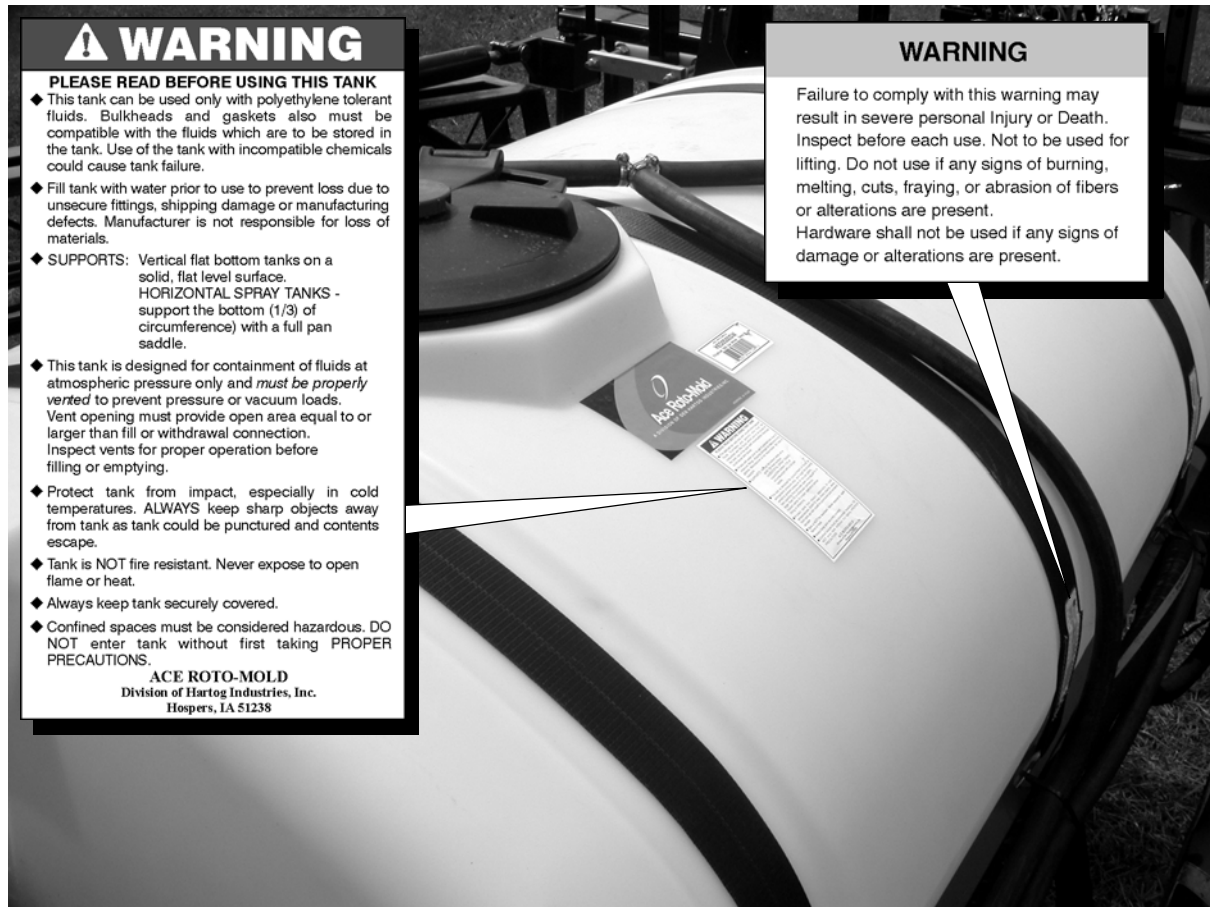 WARNING
PLEASE READ BEFORE USING THIS TANK
◆ This tank can be used only with polyethylene tolerant
fluids. Bulkheads and gaskets also must be
compatible with the fluids which are to be stored in
the tank. Use of the tank with incompatible chemicals
could cause tank failure.
◆ Fill tank with water prior to use to prevent loss due to
unsecure fittings, shipping damage or manufacturing
defects. Manufacturer is not responsible for loss of
materials.
◆ SUPPORTS: Vertical flat bottom tanks on a
solid, flat level surface.
HORIZONTAL SPRAY TANKS -
support the bottom (1/3) of
circumference) with a full pan
saddle.
◆ This tank is designed for containment of fluids at
atmospheric pressure only and must be properly
vented to prevent pressure or vacuum loads.
Vent opening must provide open area equal to or
larger than fill or withdrawal connection.
Inspect vents for proper operation before
filling or emptying.
◆ Protect tank from impact, especially in cold
temperatures. ALWAYS keep sharp objects away
from tank as tank could be punctured and contents
escape.
◆ Tank is NOT fire resistant. Never expose to open
flame or heat.
◆ Always keep tank securely covered.
◆ Confined spaces must be considered hazardous. DO
NOT enter tank without first taking PROPER
PRECAUTIONS.
ACE ROTO-MOLD
Division of Hartog Industries, Inc.
Hospers, IA 51238
WARNING
Failure to comply with this warning may
result in severe personal Injury or Death.
Inspect before each use. Not to be used for
lifting. Do not use if any signs of burning,
melting, cuts, fraying, or abrasion of fibers
or alterations are present.
Hardware shall not be used if any signs of
damage or alterations are present.
Ace Roto-Mold
WARNING